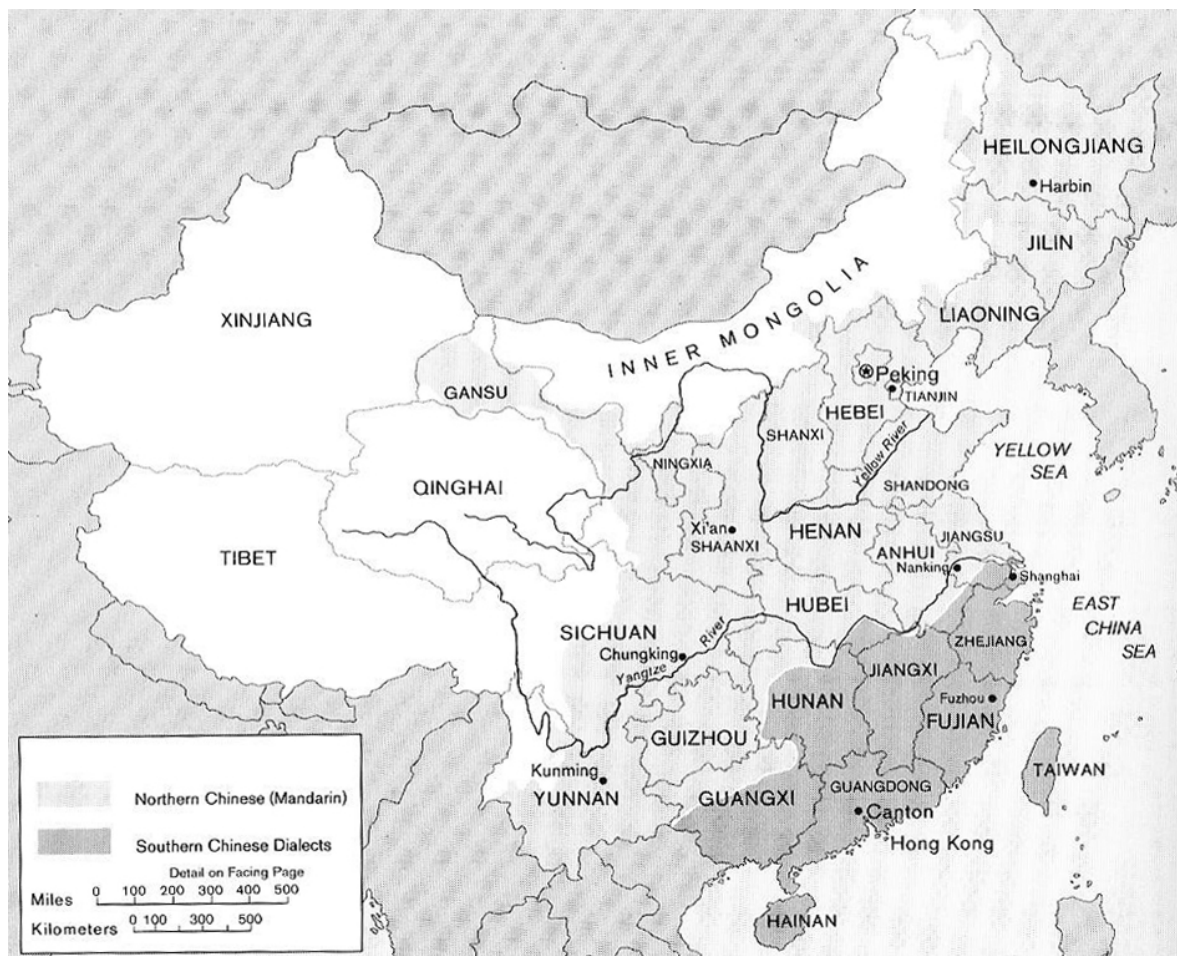 HEILONGJIANG
Harbin
JILIN
LIAONING
INNER MONGOLIA
XINJIANG
GANSU
Peking
TIANJIN
HEBEI
SHANXI
Yellow River
YELLOW
SEA
NINGXIA
SHANDONG
QINGHAI
Xi'an
SHAANXI
HENAN
JIANGSU
ANHUI
Nanking
TIBET
Shanghai
HUBEI
EAST
CHINA
SEA
SICHUAN
Chungking
Yangtze River
ZHEJIANG
JIANGXI
HUNAN
Fuzhou
FUJIAN
GUIZHOU
Kunming
YUNNAN
GUANGXI
GUANGDONG
Canton
Hong Kong
TAIWAN
HAINAN
Northern Chinese (Mandarin)
Southern Chinese Dialects
Detail on Facing Page
Miles 0 100 200 300 400 500
Kilometers 0 100 300 500